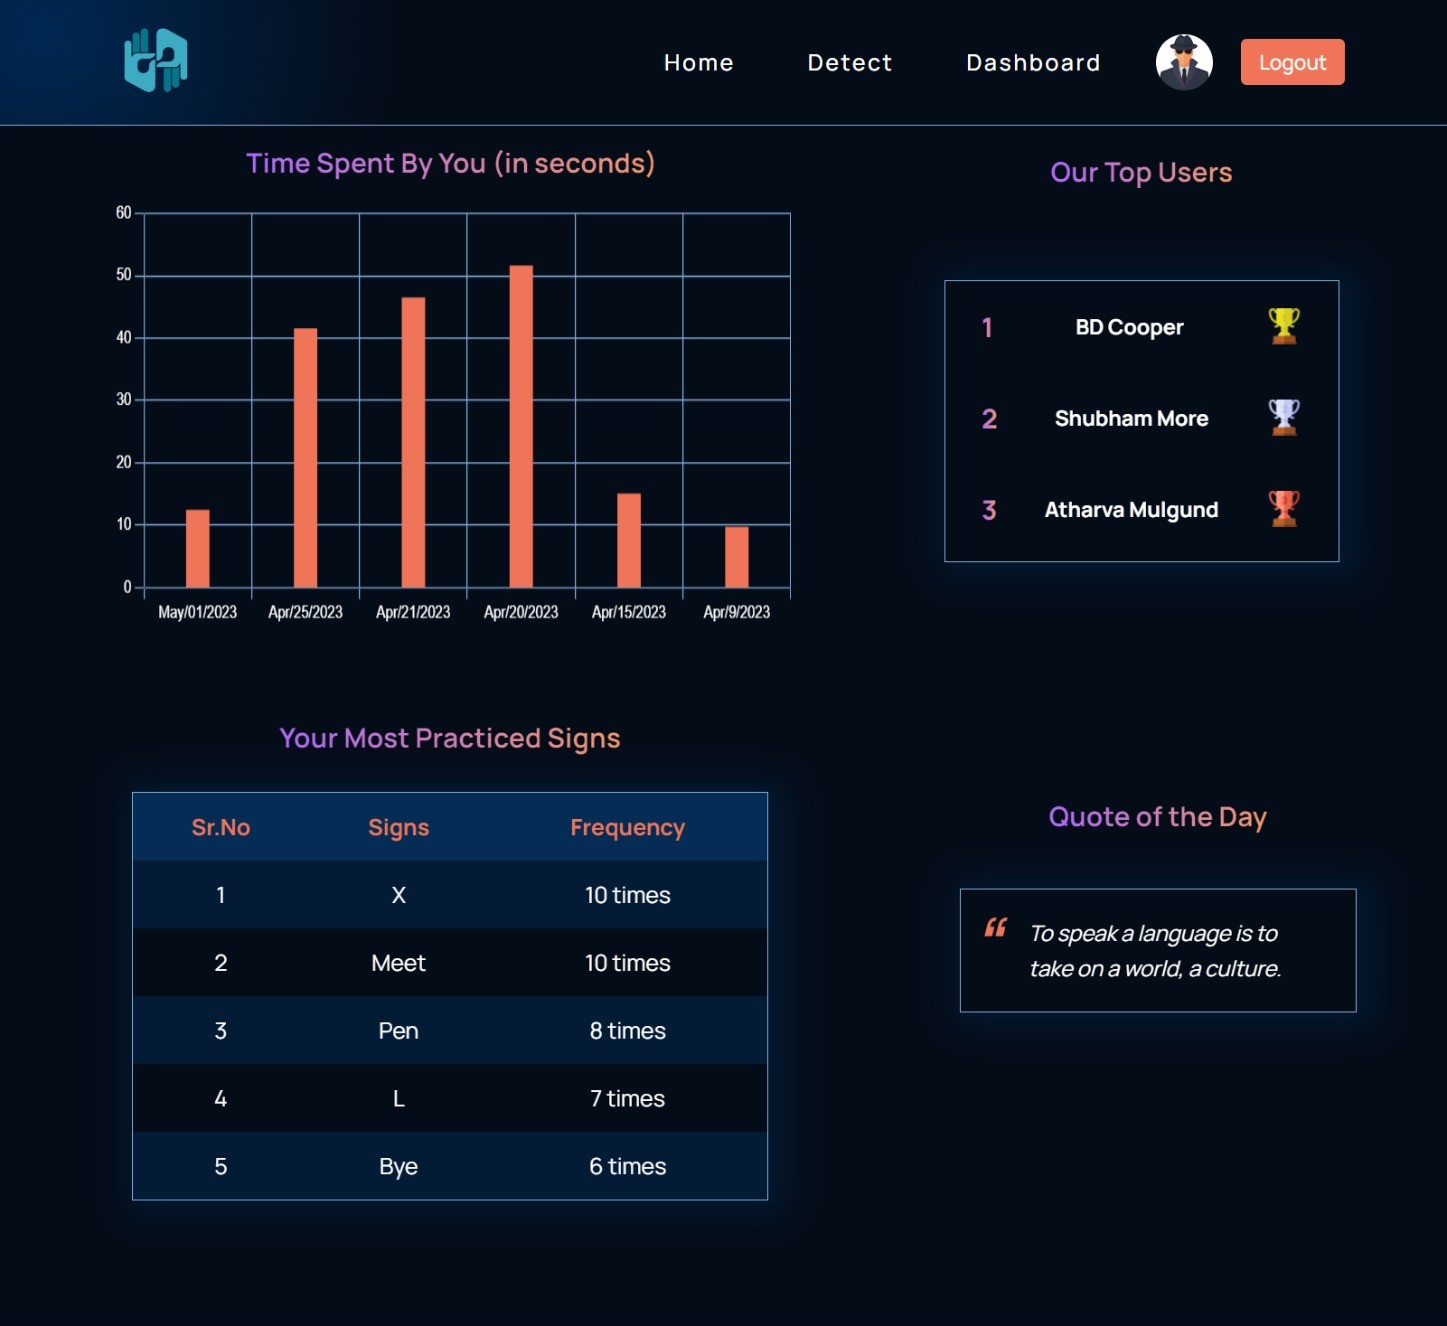 Home Detect Dashboard Logout
Time Spent By You (in seconds)
60
50
40
30
20
10
0
May/01/2023 Apr/25/2023 Apr/21/2023 Apr/20/2023 Apr/15/2023 Apr/9/2023
Our Top Users
1 BD Cooper
2 Shubham More
3 Atharva Mulgund
Your Most Practiced Signs
Sr.No Signs Frequency
1 X 10 times
2 Meet 10 times
3 Pen 8 times
4 L 7 times
5 Bye 6 times
Quote of the Day
“ To speak a language is to
take on a world, a culture.